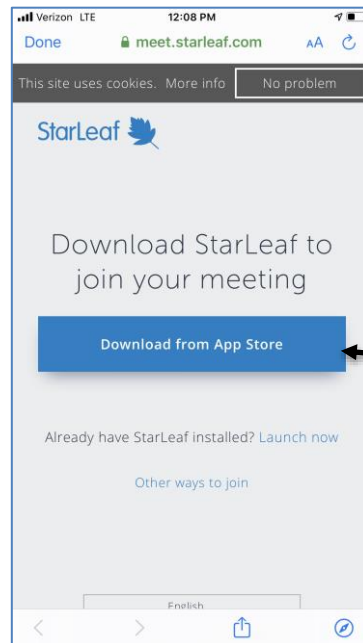 Verizon LTE 12:08 PM
Done meet.starleaf.com AA
This site uses cookies. More info No problem
StarLeaf
Download StarLeaf to
join your meeting
Download from App Store
Already have StarLeaf installed? Launch now
Other ways to join
English